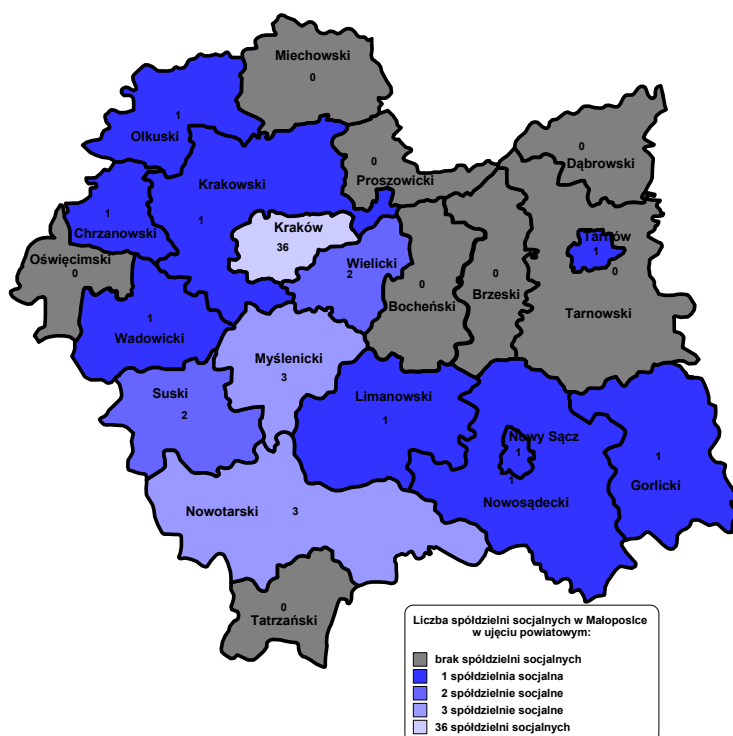 Miechowski
0
1
Olkuski
0
Proszowicki
0
Dąbrowski
Krakowski
1
1
Chrzanowski
Kraków
36
Wielicki
2
Tarnów
1
0
Tarnowski
Oświęcimski
0
0
Bocheński
0
Brzeski
1
Wadowicki
Myślenicki
3
Suski
2
Limanowski
1
Nowy Sącz
1
1
Nowosądecki
1
Gorlicki
Nowotarski
3
0
Tatrzański
Liczba spółdzielni socjalnych w Małoposlce
w ujęciu powiatowym:
brak spółdzielni socjalnych
1 spółdzielnia socjalna
2 spółdzielnie socjalne
3 spółdzielnie socjalne
36 spółdzielni socjalnych